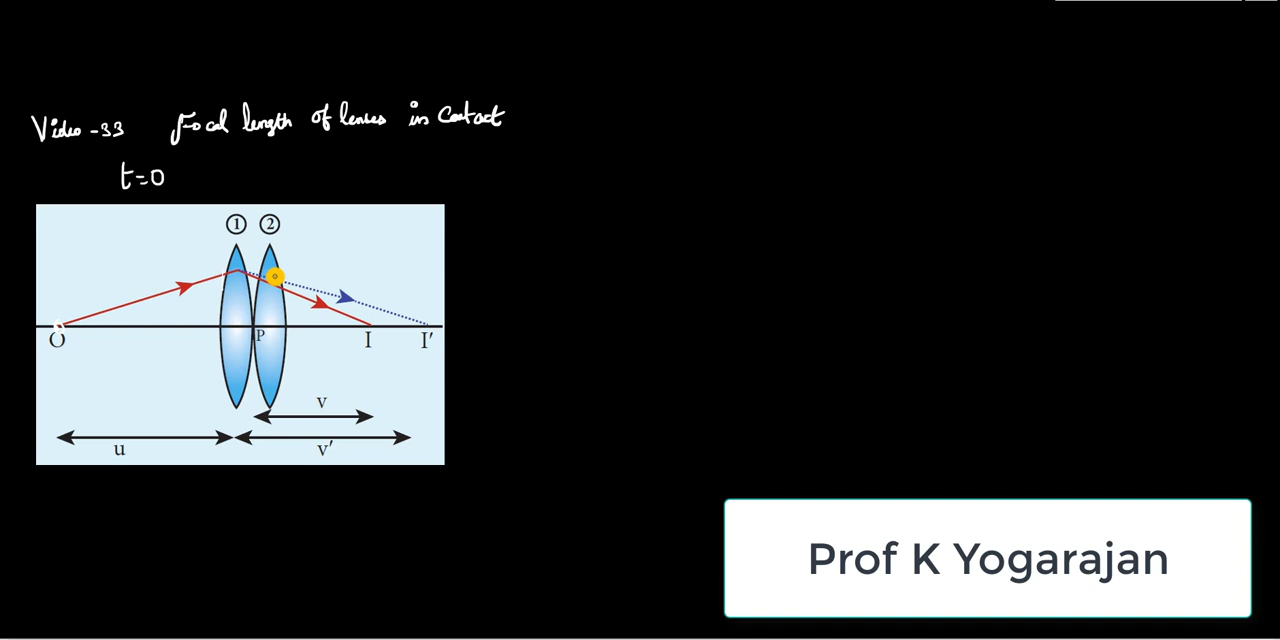 Video -33 Focal length of lenses in Contact
t=0
① ②
O P I I′
v
u v′
Prof K Yogarajan